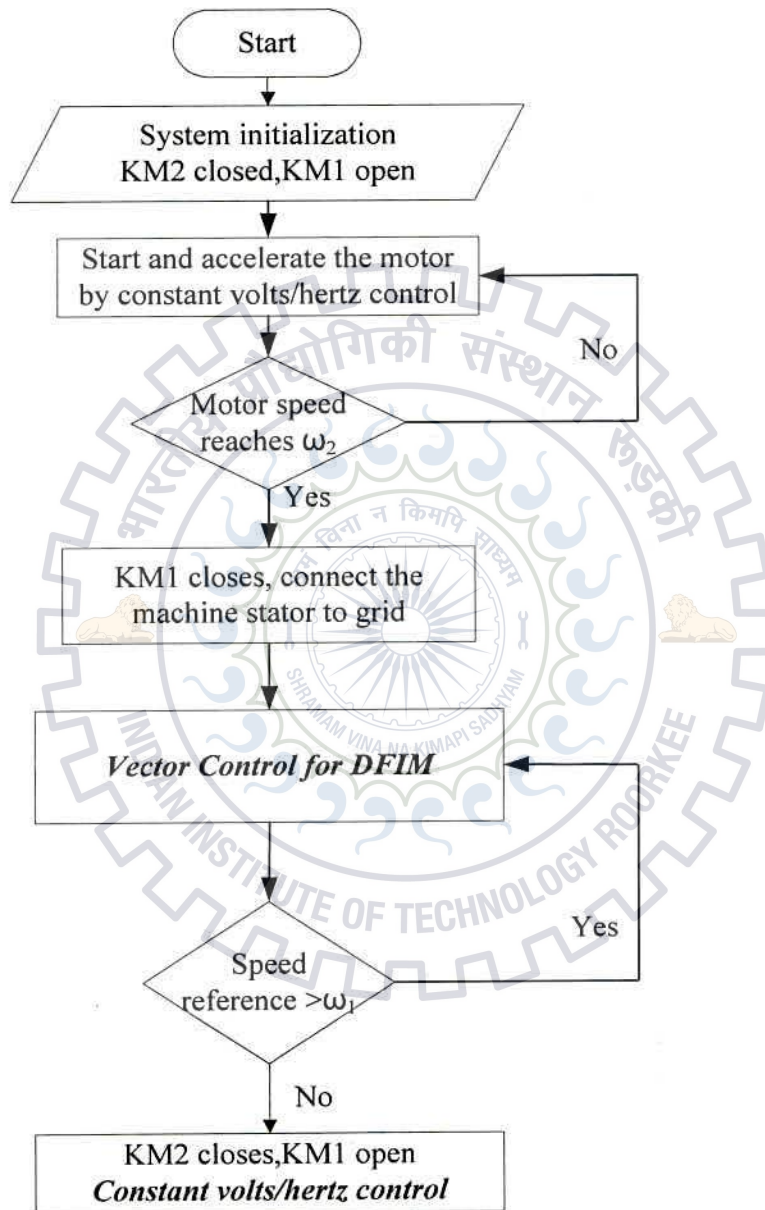 Start
System initialization
KM2 closed,KM1 open
Start and accelerate the motor
by constant volts/hertz control
No
Motor speed
reaches ω₂
Yes
KM1 closes, connect the
machine stator to grid
Vector Control for DFIM
Yes
Speed
reference >ω₁
No
KM2 closes,KM1 open
Constant volts/hertz control
भारतीय प्रौद्योगिकी संस्थान रूड़की
श्रमम् विना न किमपि साध्यम्
SHRAMAM VINA NA KIMAPI SADHYAM
INDIAN INSTITUTE OF TECHNOLOGY ROORKEE